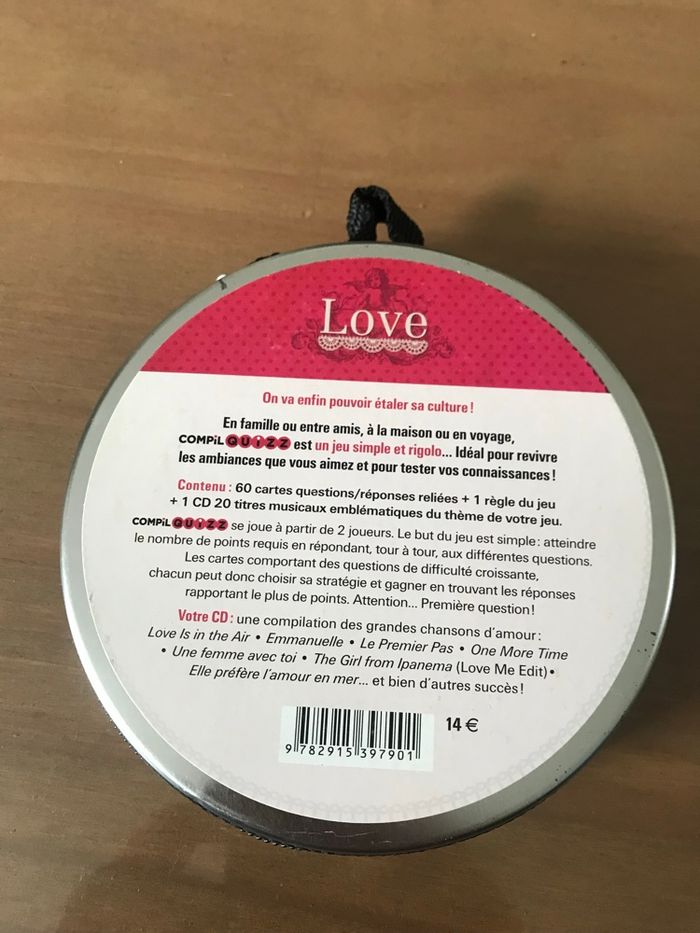 Love
On va enfin pouvoir étaler sa culture !
En famille ou entre amis, à la maison ou en voyage,
COMPiL QUiZZ est un jeu simple et rigolo... Idéal pour revivre
les ambiances que vous aimez et pour tester vos connaissances !
Contenu : 60 cartes questions/réponses reliées + 1 règle du jeu
+ 1 CD 20 titres musicaux emblématiques du thème de votre jeu.
COMPiL QUiZZ se joue à partir de 2 joueurs. Le but du jeu est simple : atteindre
le nombre de points requis en répondant, tour à tour, aux différentes questions.
Les cartes comportant des questions de difficulté croissante,
chacun peut donc choisir sa stratégie et gagner en trouvant les réponses
rapportant le plus de points. Attention... Première question !
Votre CD : une compilation des grandes chansons d'amour :
Love Is in the Air • Emmanuelle • Le Premier Pas • One More Time
• Une femme avec toi • The Girl from Ipanema (Love Me Edit) •
Elle préfère l'amour en mer... et bien d'autres succès !
14 €
9 782915 397901